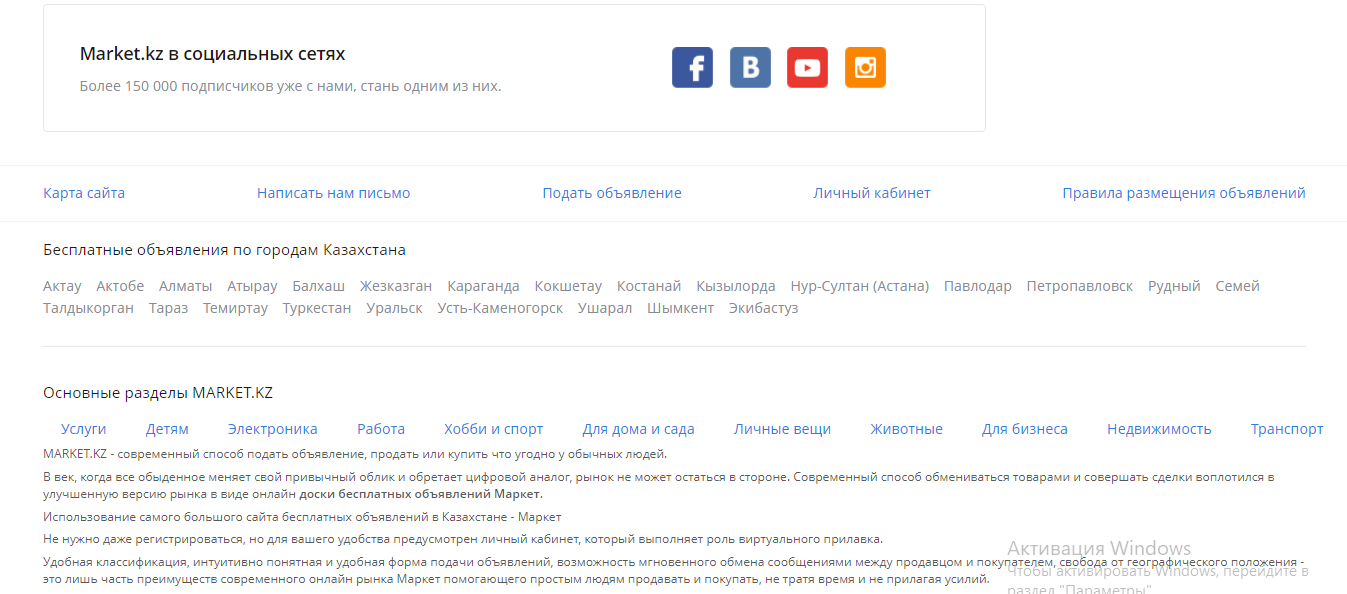 Market.kz в социальных сетях
Более 150 000 подписчиков уже с нами, стань одним из них.
Карта сайта Написать нам письмо Подать объявление Личный кабинет Правила размещения объявлений
Бесплатные объявления по городам Казахстана
Актау Актобе Алматы Атырау Балхаш Жезказган Караганда Кокшетау Костанай Кызылорда Нур-Султан (Астана) Павлодар Петропавловск Рудный Семей
Талдыкорган Тараз Темиртау Туркестан Уральск Усть-Каменогорск Ушарал Шымкент Экибастуз
Основные разделы MARKET.KZ
Услуги Детям Электроника Работа Хобби и спорт Для дома и сада Личные вещи Животные Для бизнеса Недвижимость Транспорт
MARKET.KZ - современный способ подать объявление, продать или купить что угодно у обычных людей.
В век, когда все обыденное меняет свой привычный облик и обретает цифровой аналог, рынок не может остаться в стороне. Современный способ обмениваться товарами и совершать сделки воплотился в
улучшенную версию рынка в виде онлайн доски бесплатных объявлений Маркет.
Использование самого большого сайта бесплатных объявлений в Казахстане - Маркет
Не нужно даже регистрироваться, но для вашего удобства предусмотрен личный кабинет, который выполняет роль виртуального прилавка.
Удобная классификация, интуитивно понятная и удобная форма подачи объявлений, возможность мгновенного обмена сообщениями между продавцом и покупателем, свобода от географического положения -
это лишь часть преимуществ современного онлайн рынка Маркет помогающего простым людям продавать и покупать, не тратя время и не прилагая усилий.
Активация Windows
Чтобы активировать Windows, перейдите в
раздел "Параметры"